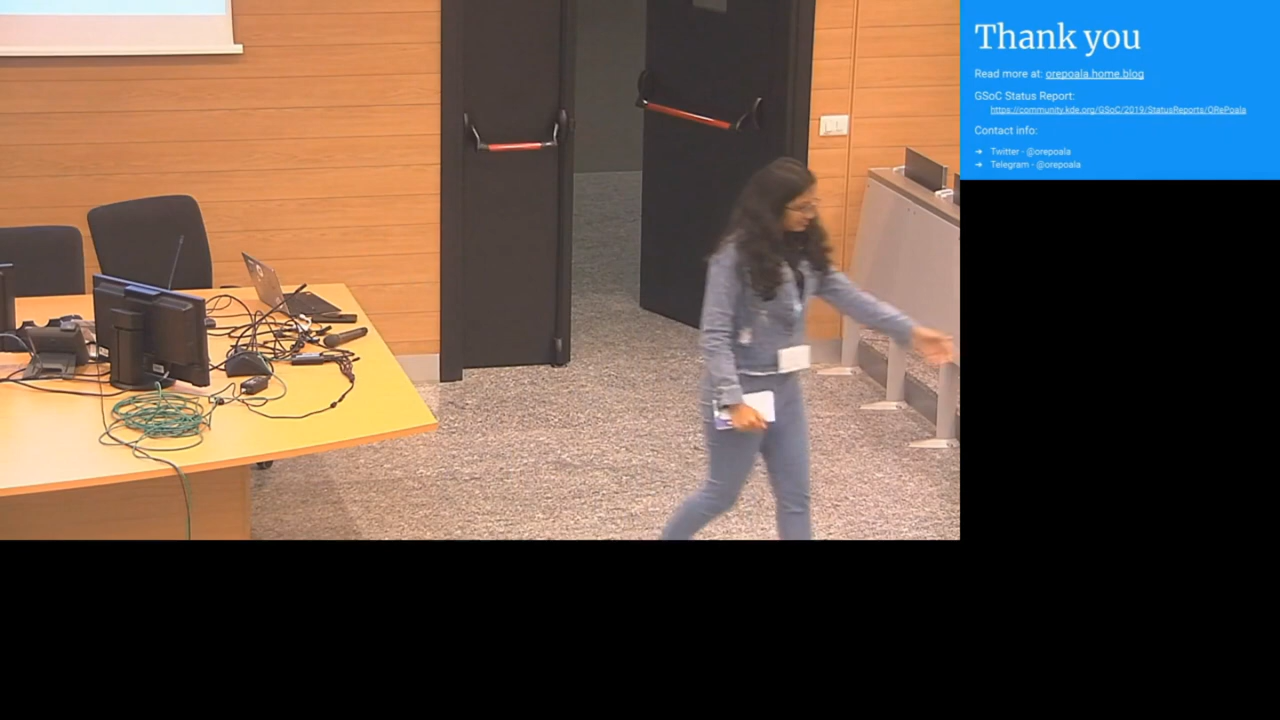 Thank you
Read more at: orepoala.home.blog
GSoC Status Report:
https://community.kde.org/GSoC/2019/StatusReports/ORePoala
Contact info:
➔ Twitter - @orepoala
➔ Telegram - @orepoala